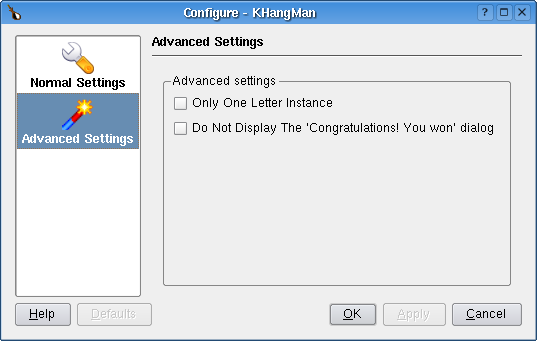 Configure - KHangMan
Normal Settings
Advanced Settings
Advanced Settings
Advanced settings
Only One Letter Instance
Do Not Display The 'Congratulations! You won' dialog
Help
Defaults
OK
Apply
Cancel